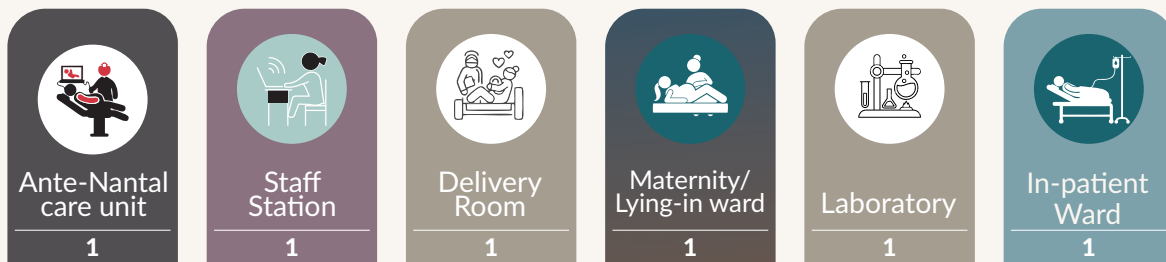 Ante-Nantal
care unit
1
Staff
Station
1
Delivery
Room
1
Maternity/
Lying-in ward
1
Laboratory
1
In-patient
Ward
1